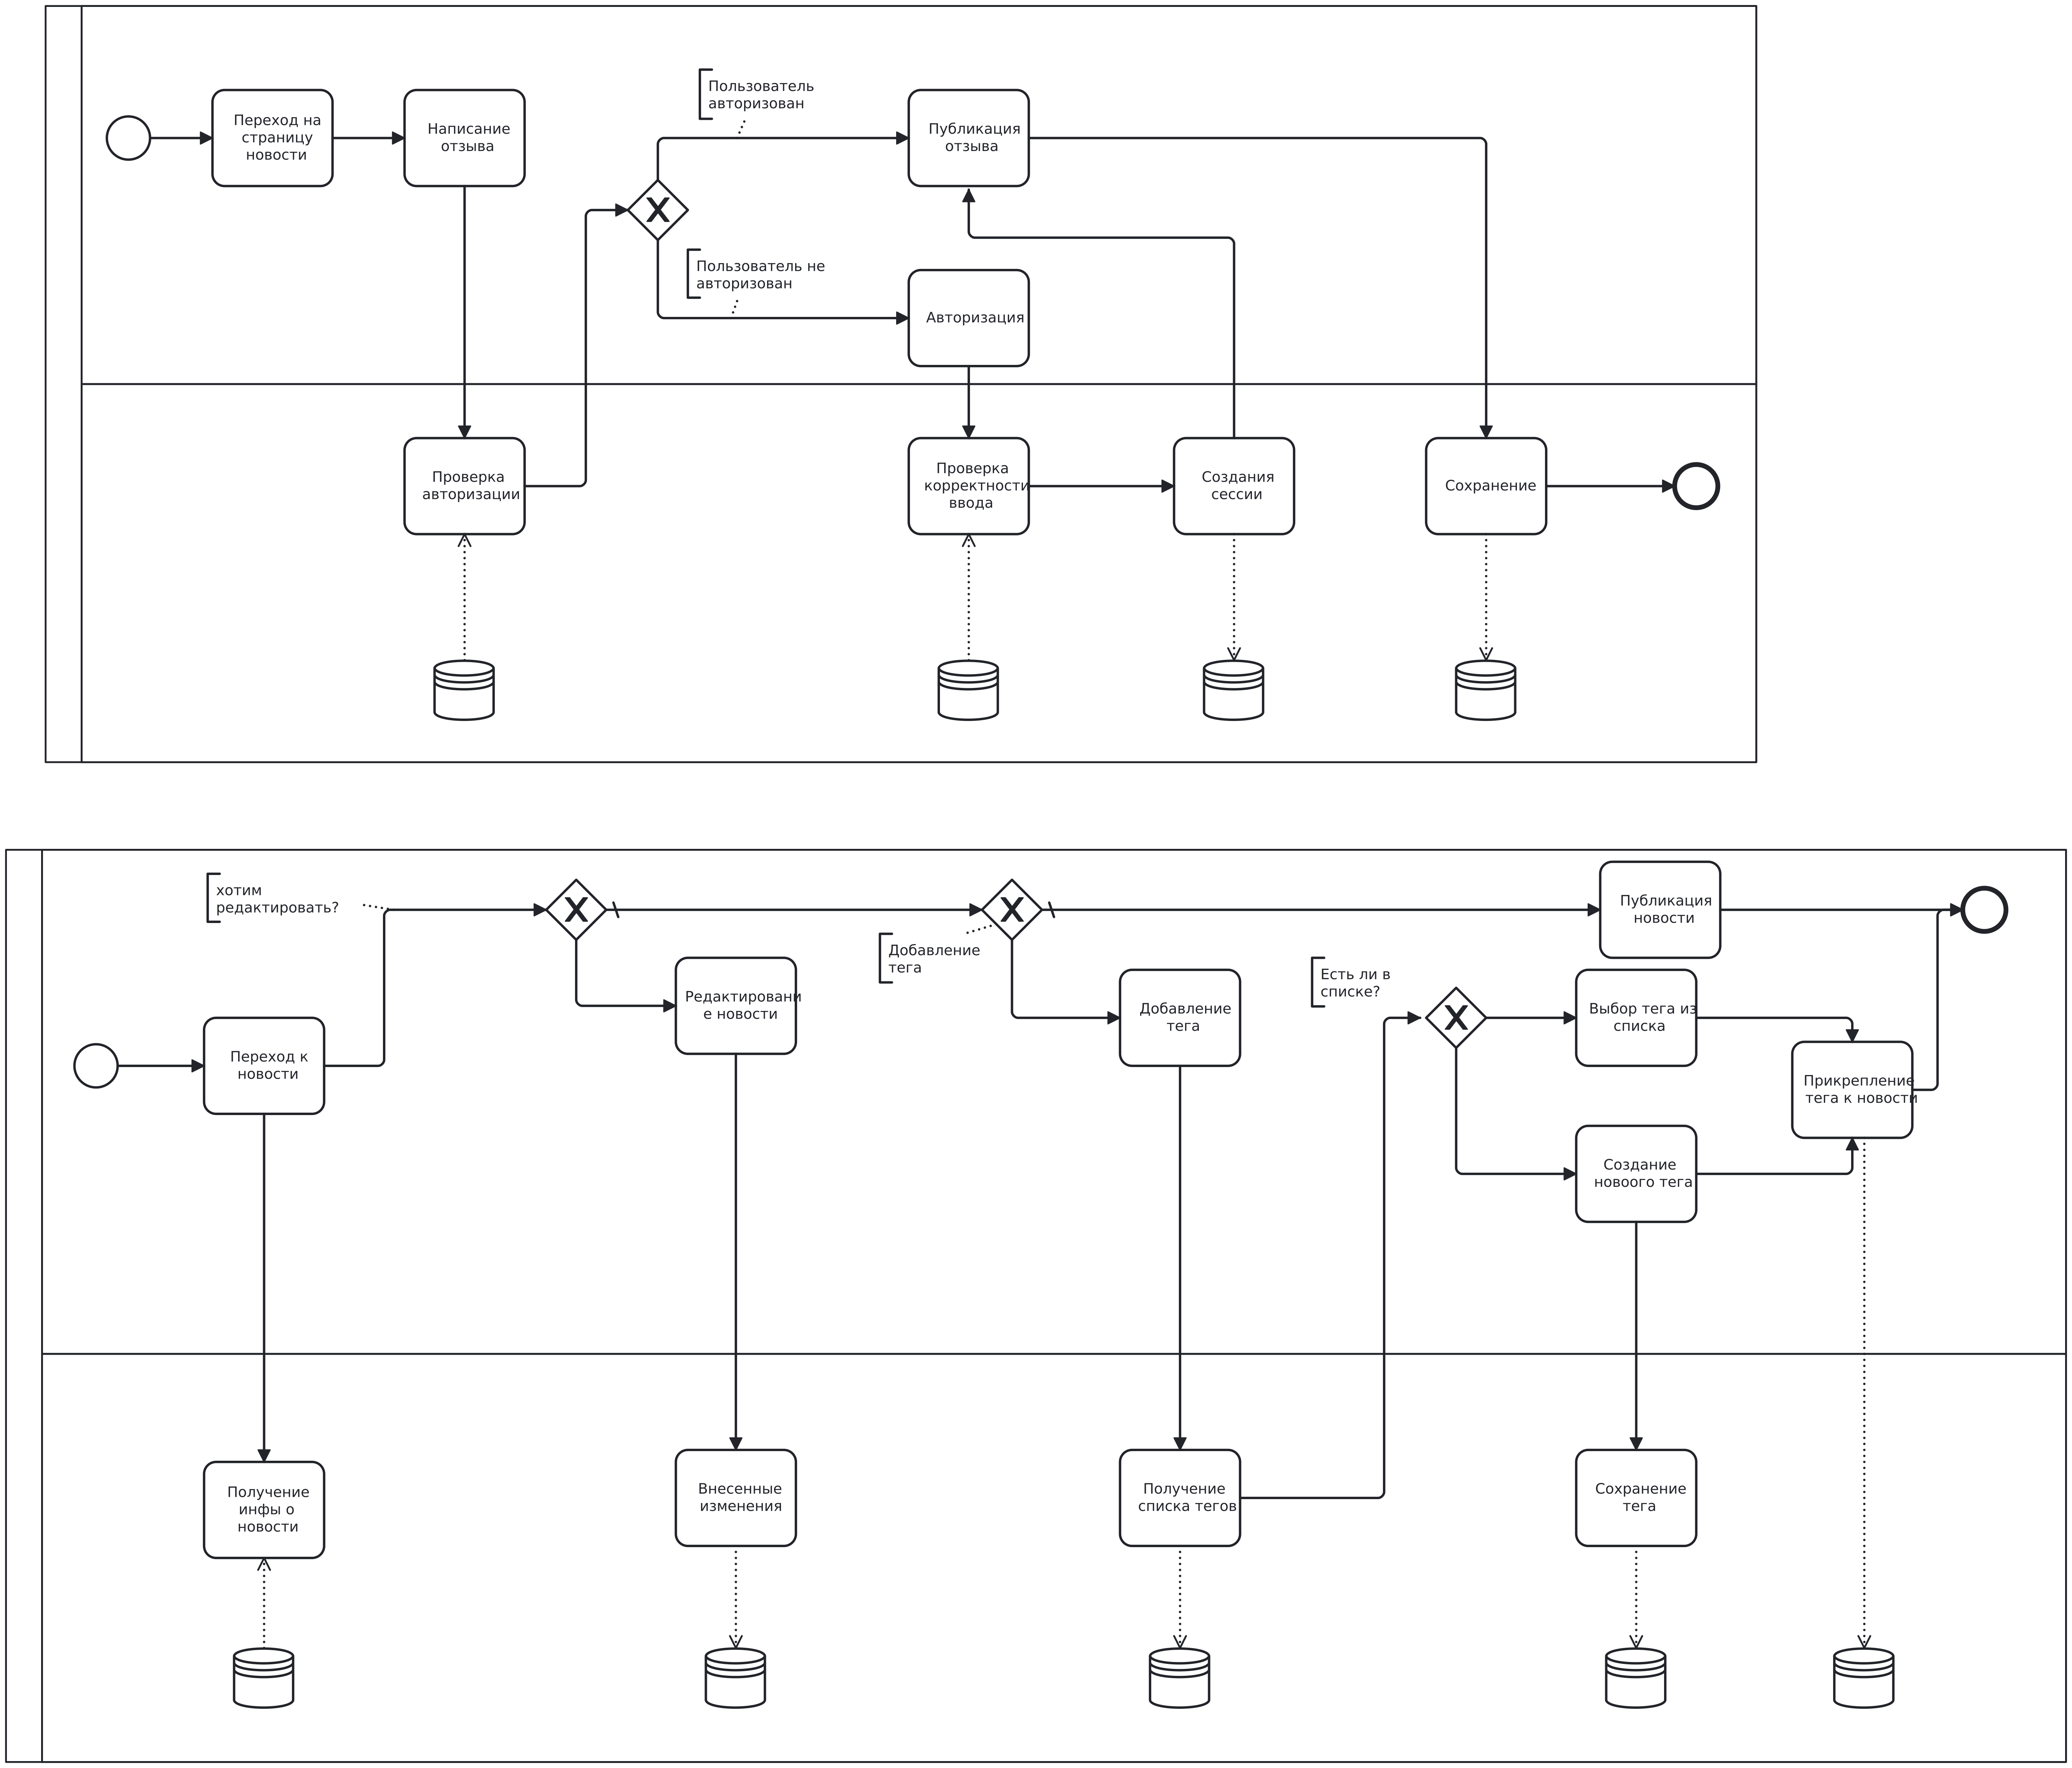 Пользователь
авторизован
Переход на
страницу
новости
Написание
отзыва
Публикация
отзыва
Пользователь не
авторизован
Авторизация
Проверка
авторизации
Проверка
корректности
ввода
Создания
сессии
Сохранение
хотим
редактировать?
Публикация
новости
Добавление
тега
Есть ли в
списке?
Редактировани
е новости
Добавление
тега
Выбор тега из
списка
Переход к
новости
Прикрепление
тега к новости
Создание
новоого тега
Получение
инфы о
новости
Внесенные
изменения
Получение
списка тегов
Сохранение
тега